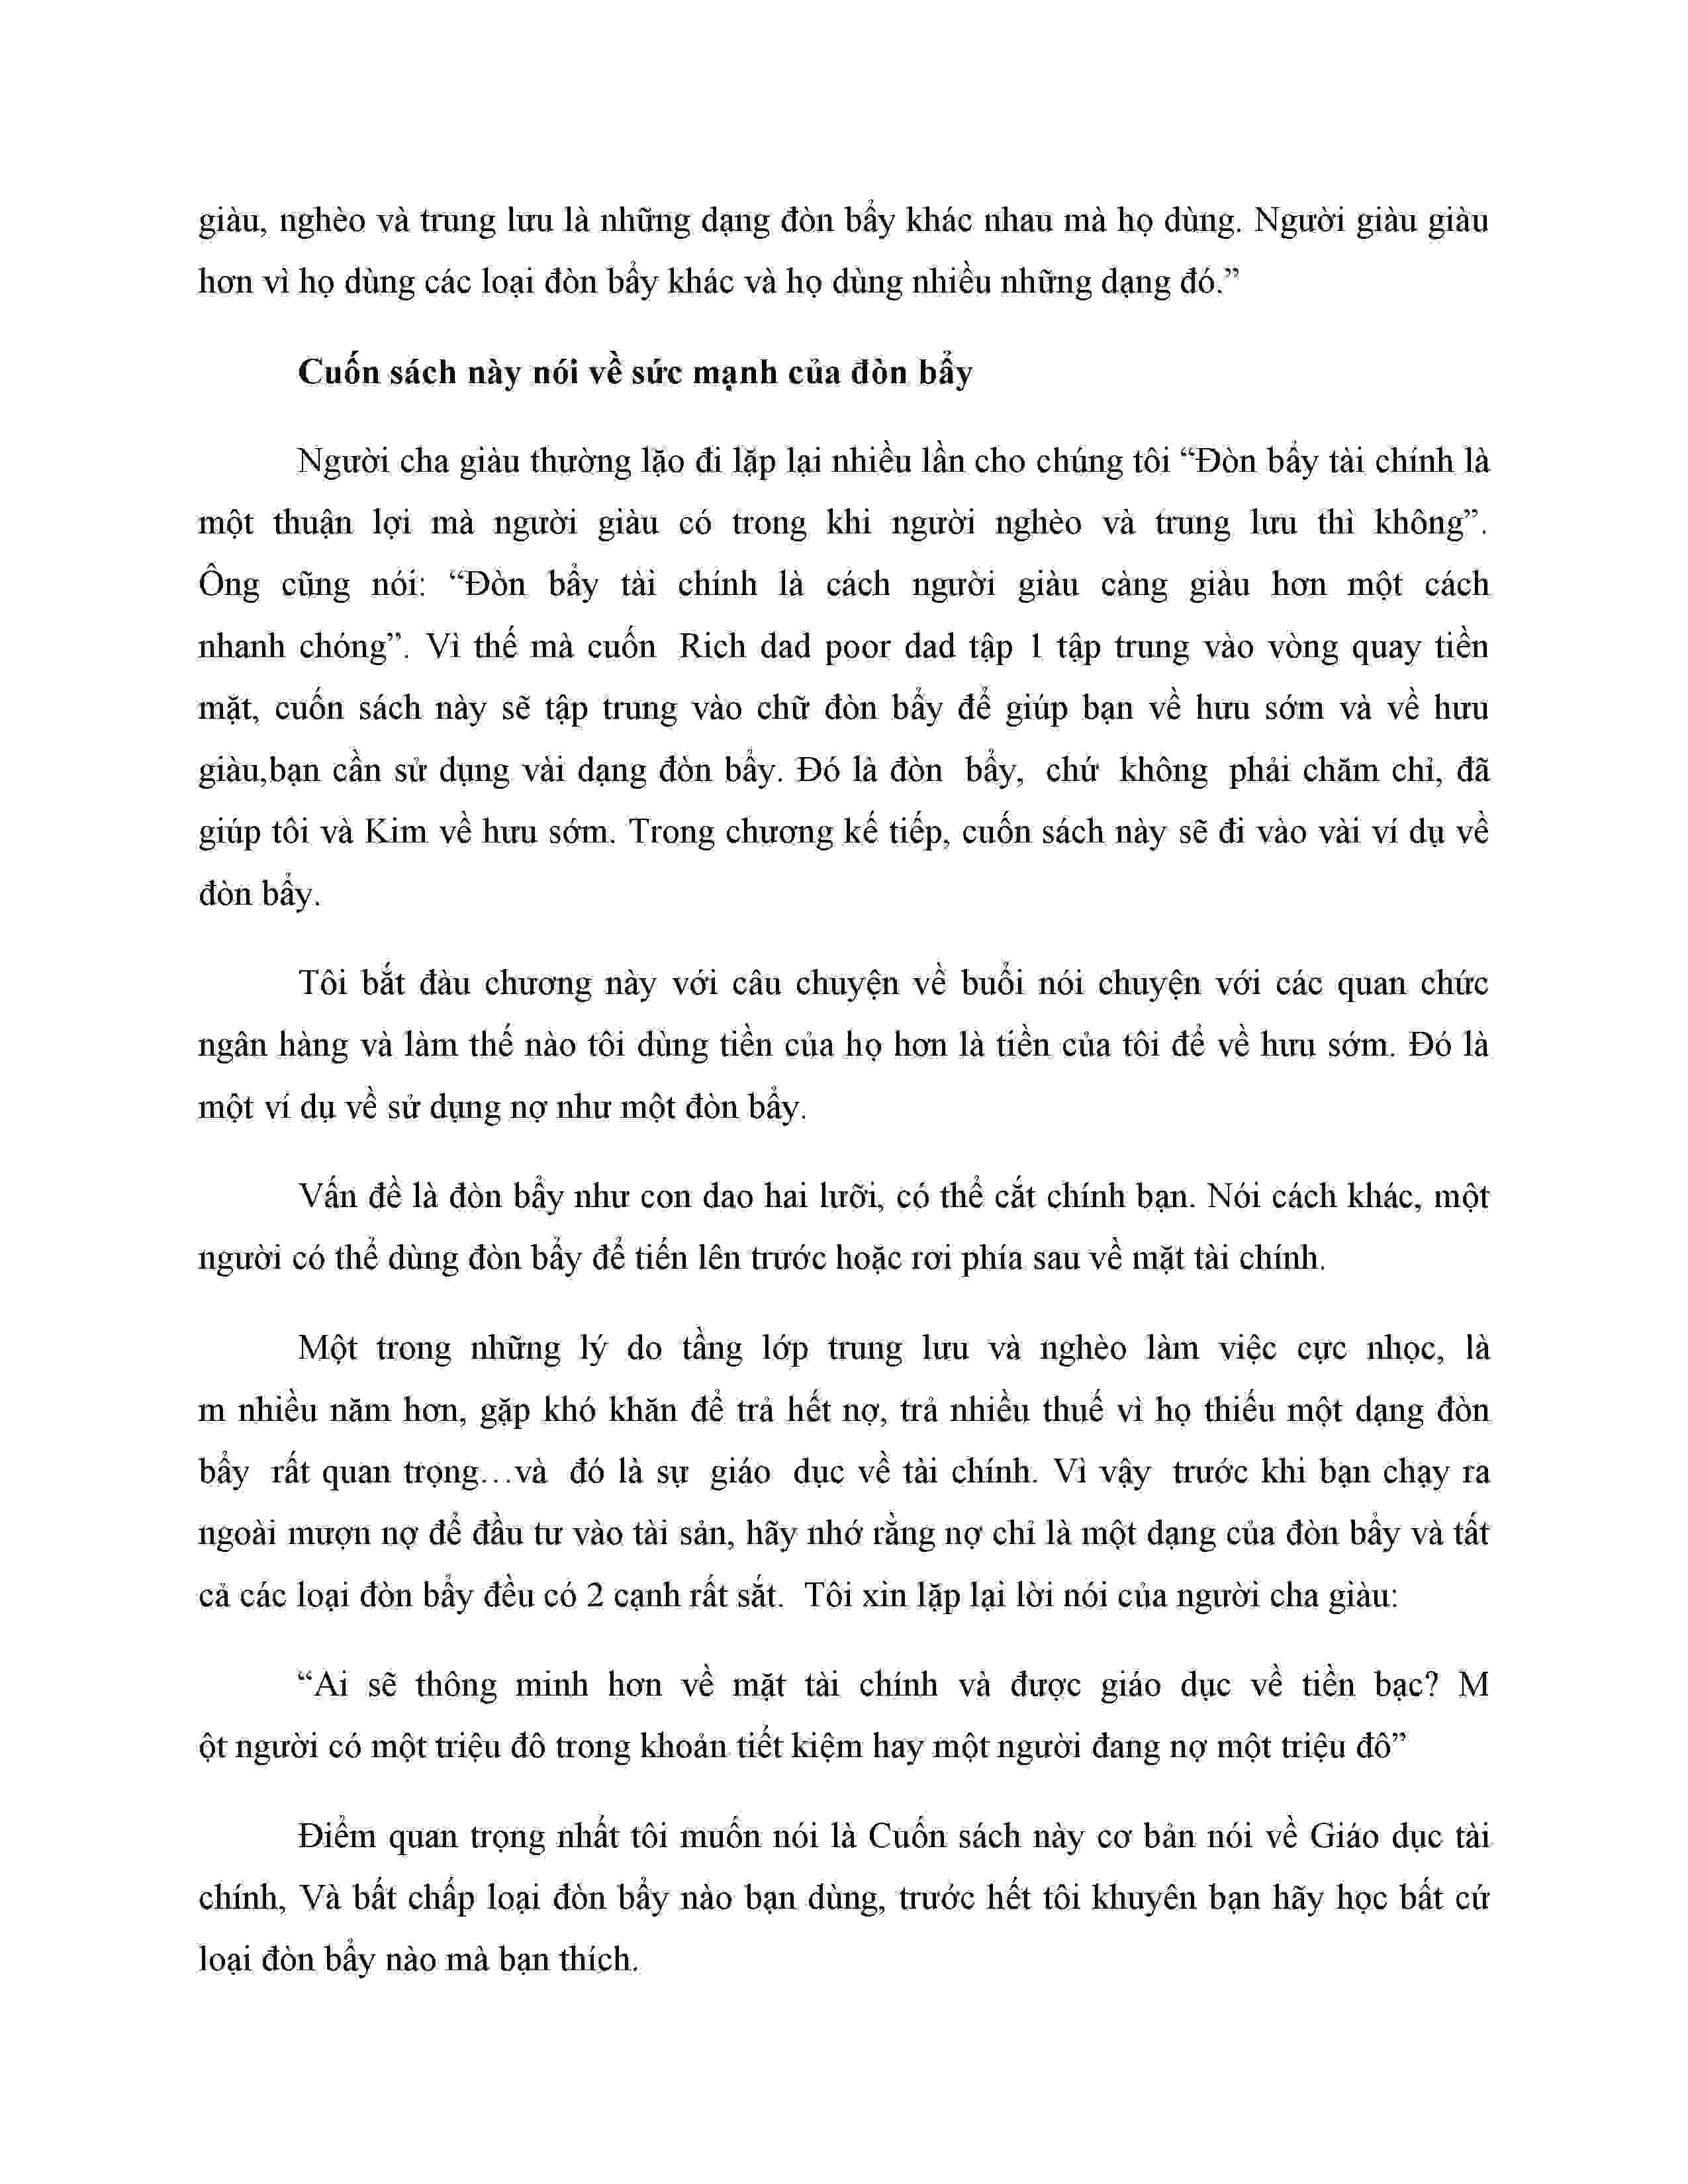 giàu, nghèo và trung lưu là những dạng đòn bẩy khác nhau mà họ dùng. Người giàu giàu
hơn vì họ dùng các loại đòn bẩy khác và họ dùng nhiều những dạng đó.”
Cuốn sách này nói về sức mạnh của đòn bẩy
Người cha giàu thường lặo đi lặp lại nhiều lần cho chúng tôi “Đòn bẩy tài chính là
một thuận lợi mà người giàu có trong khi người nghèo và trung lưu thì không”.
Ông cũng nói: “Đòn bẩy tài chính là cách người giàu càng giàu hơn một cách
nhanh chóng”. Vì thế mà cuốn Rich dad poor dad tập 1 tập trung vào vòng quay tiền
mặt, cuốn sách này sẽ tập trung vào chữ đòn bẩy để giúp bạn về hưu sớm và về hưu
giàu,bạn cần sử dụng vài dạng đòn bẩy. Đó là đòn bẩy, chứ không phải chăm chỉ, đã
giúp tôi và Kim về hưu sớm. Trong chương kế tiếp, cuốn sách này sẽ đi vào vài ví dụ về
đòn bẩy.
Tôi bắt đàu chương này với câu chuyện về buổi nói chuyện với các quan chức
ngân hàng và làm thế nào tôi dùng tiền của họ hơn là tiền của tôi để về hưu sớm. Đó là
một ví dụ về sử dụng nợ như một đòn bẩy.
Vấn đề là đòn bẩy như con dao hai lưỡi, có thể cắt chính bạn. Nói cách khác, một
người có thể dùng đòn bẩy để tiến lên trước hoặc rơi phía sau về mặt tài chính.
Một trong những lý do tầng lớp trung lưu và nghèo làm việc cực nhọc, là
m nhiều năm hơn, gặp khó khăn để trả hết nợ, trả nhiều thuế vì họ thiếu một dạng đòn
bẩy rất quan trọng…và đó là sự giáo dục về tài chính. Vì vậy trước khi bạn chạy ra
ngoài mượn nợ để đầu tư vào tài sản, hãy nhớ rằng nợ chỉ là một dạng của đòn bẩy và tất
cả các loại đòn bẩy đều có 2 cạnh rất sắt. Tôi xin lặp lại lời nói của người cha giàu:
“Ai sẽ thông minh hơn về mặt tài chính và được giáo dục về tiền bạc? M
ột người có một triệu đô trong khoản tiết kiệm hay một người đang nợ một triệu đô”
Điểm quan trọng nhất tôi muốn nói là Cuốn sách này cơ bản nói về Giáo dục tài
chính, Và bất chấp loại đòn bẩy nào bạn dùng, trước hết tôi khuyên bạn hãy học bất cứ
loại đòn bẩy nào mà bạn thích.